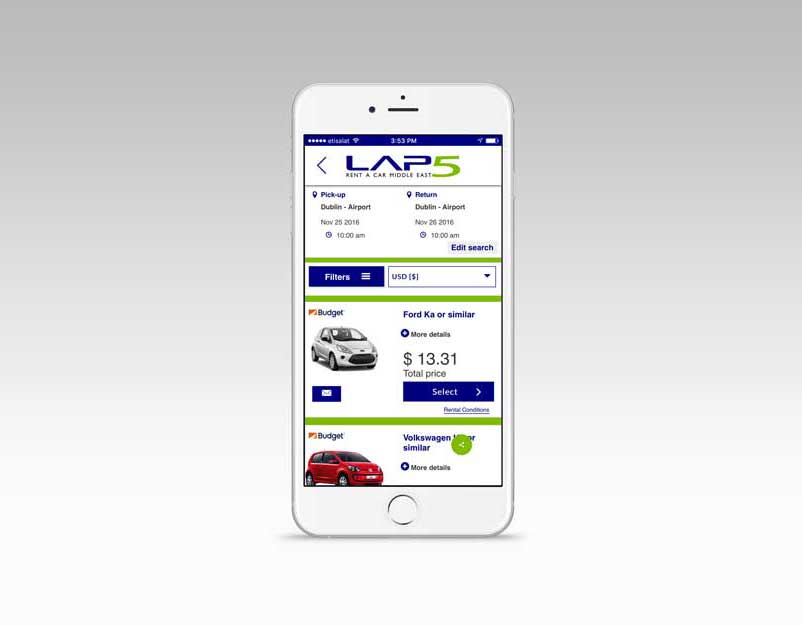 etisalat 3:53 PM
LAP5
RENT A CAR MIDDLE EAST
Pick-up
Dublin - Airport
Nov 25 2016
10:00 am
Return
Dublin - Airport
Nov 26 2016
10:00 am
Edit search
Filters
USD [$]
Budget
Ford Ka or similar
More details
$ 13.31
Total price
Select
Rental Conditions
Budget
Volkswagen or
similar
More details